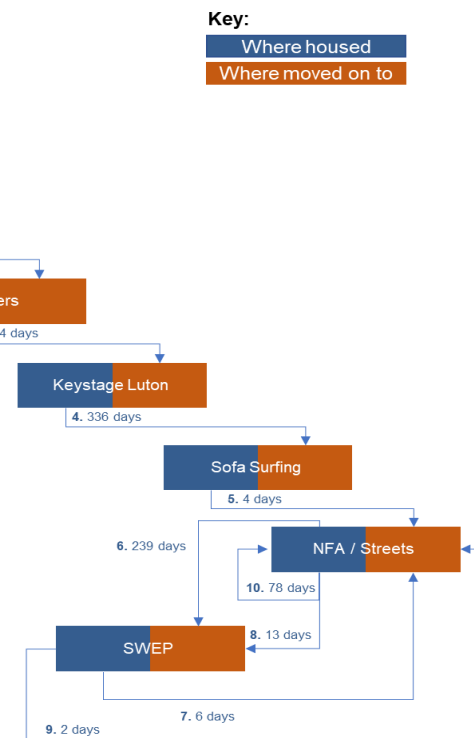 Key:
Where housed
Where moved on to
ers
4 days
Keystage Luton
4. 336 days
Sofa Surfing
5. 4 days
6. 239 days
NFA / Streets
10. 78 days
8. 13 days
SWEP
7. 6 days
9. 2 days